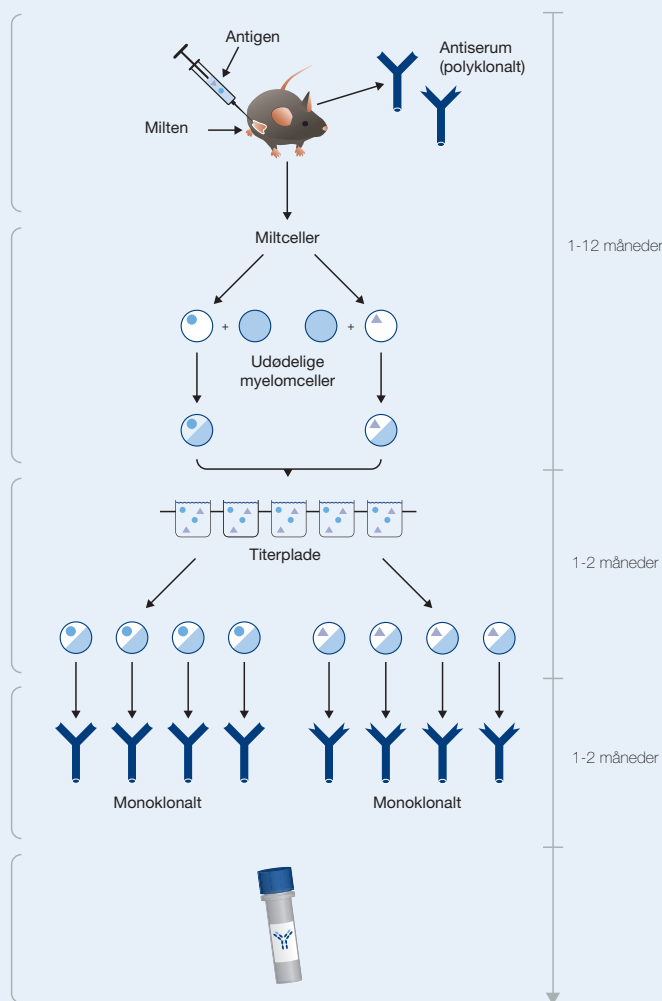 Antigen
Antiserum
(polyklonalt)
Milten
Miltceller
1-12 måneder
+
+
Udødelige
myelomceller
Titerplade
1-2 måneder
1-2 måneder
Monoklonalt
Monoklonalt